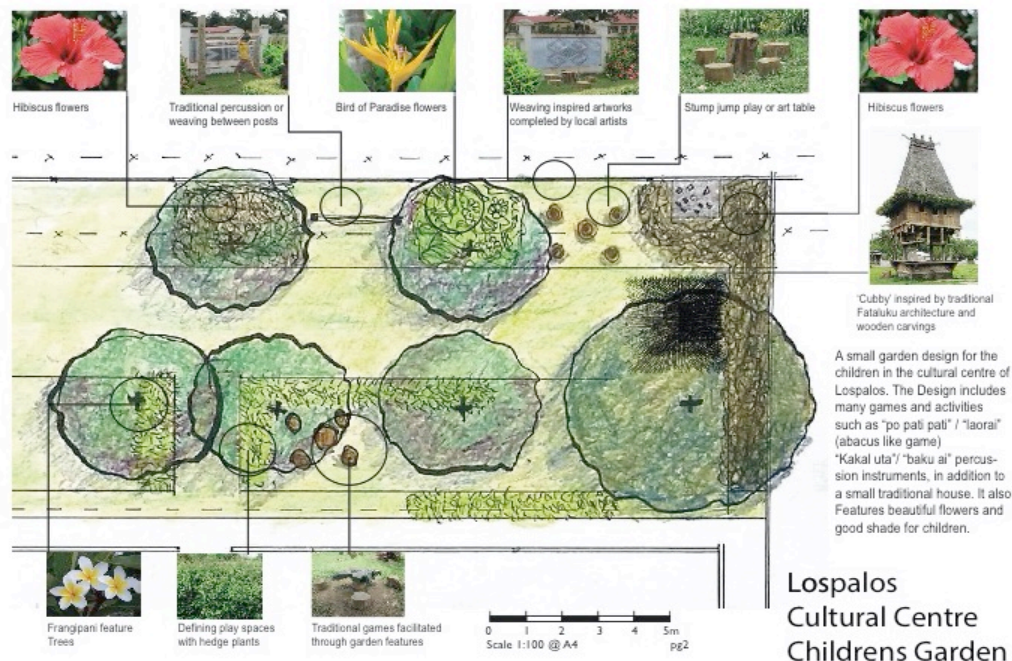 Hibiscus flowers
Traditional percussion or
weaving between posts
Bird of Paradise flowers
Weaving inspired artworks
completed by local artists
Stump jump play or art table
Hibiscus flowers
'Cubby' inspired by traditional
Fataluku architecture and
wooden carvings
A small garden design for the
children in the cultural centre of
Lospalos. The Design includes
many games and activities
such as "po pati pati" / "laorai"
(abacus like game)
"Kakal uta"/ "baku ai" percus-
sion instruments, in addition to
a small traditional house. It also
Features beautiful flowers and
good shade for children.
Frangipani feature
Trees
Defining play spaces
with hedge plants
Traditional games facilitated
through garden features
0 1 2 3 4 5m
Scale 1:100 @ A4
pg2
Lospalos
Cultural Centre
Childrens Garden